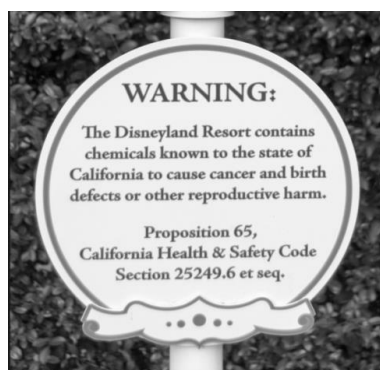 WARNING:
The Disneyland Resort contains
chemicals known to the state of
California to cause cancer and birth
defects or other reproductive harm.
Proposition 65,
California Health & Safety Code
Section 25249.6 et seq.